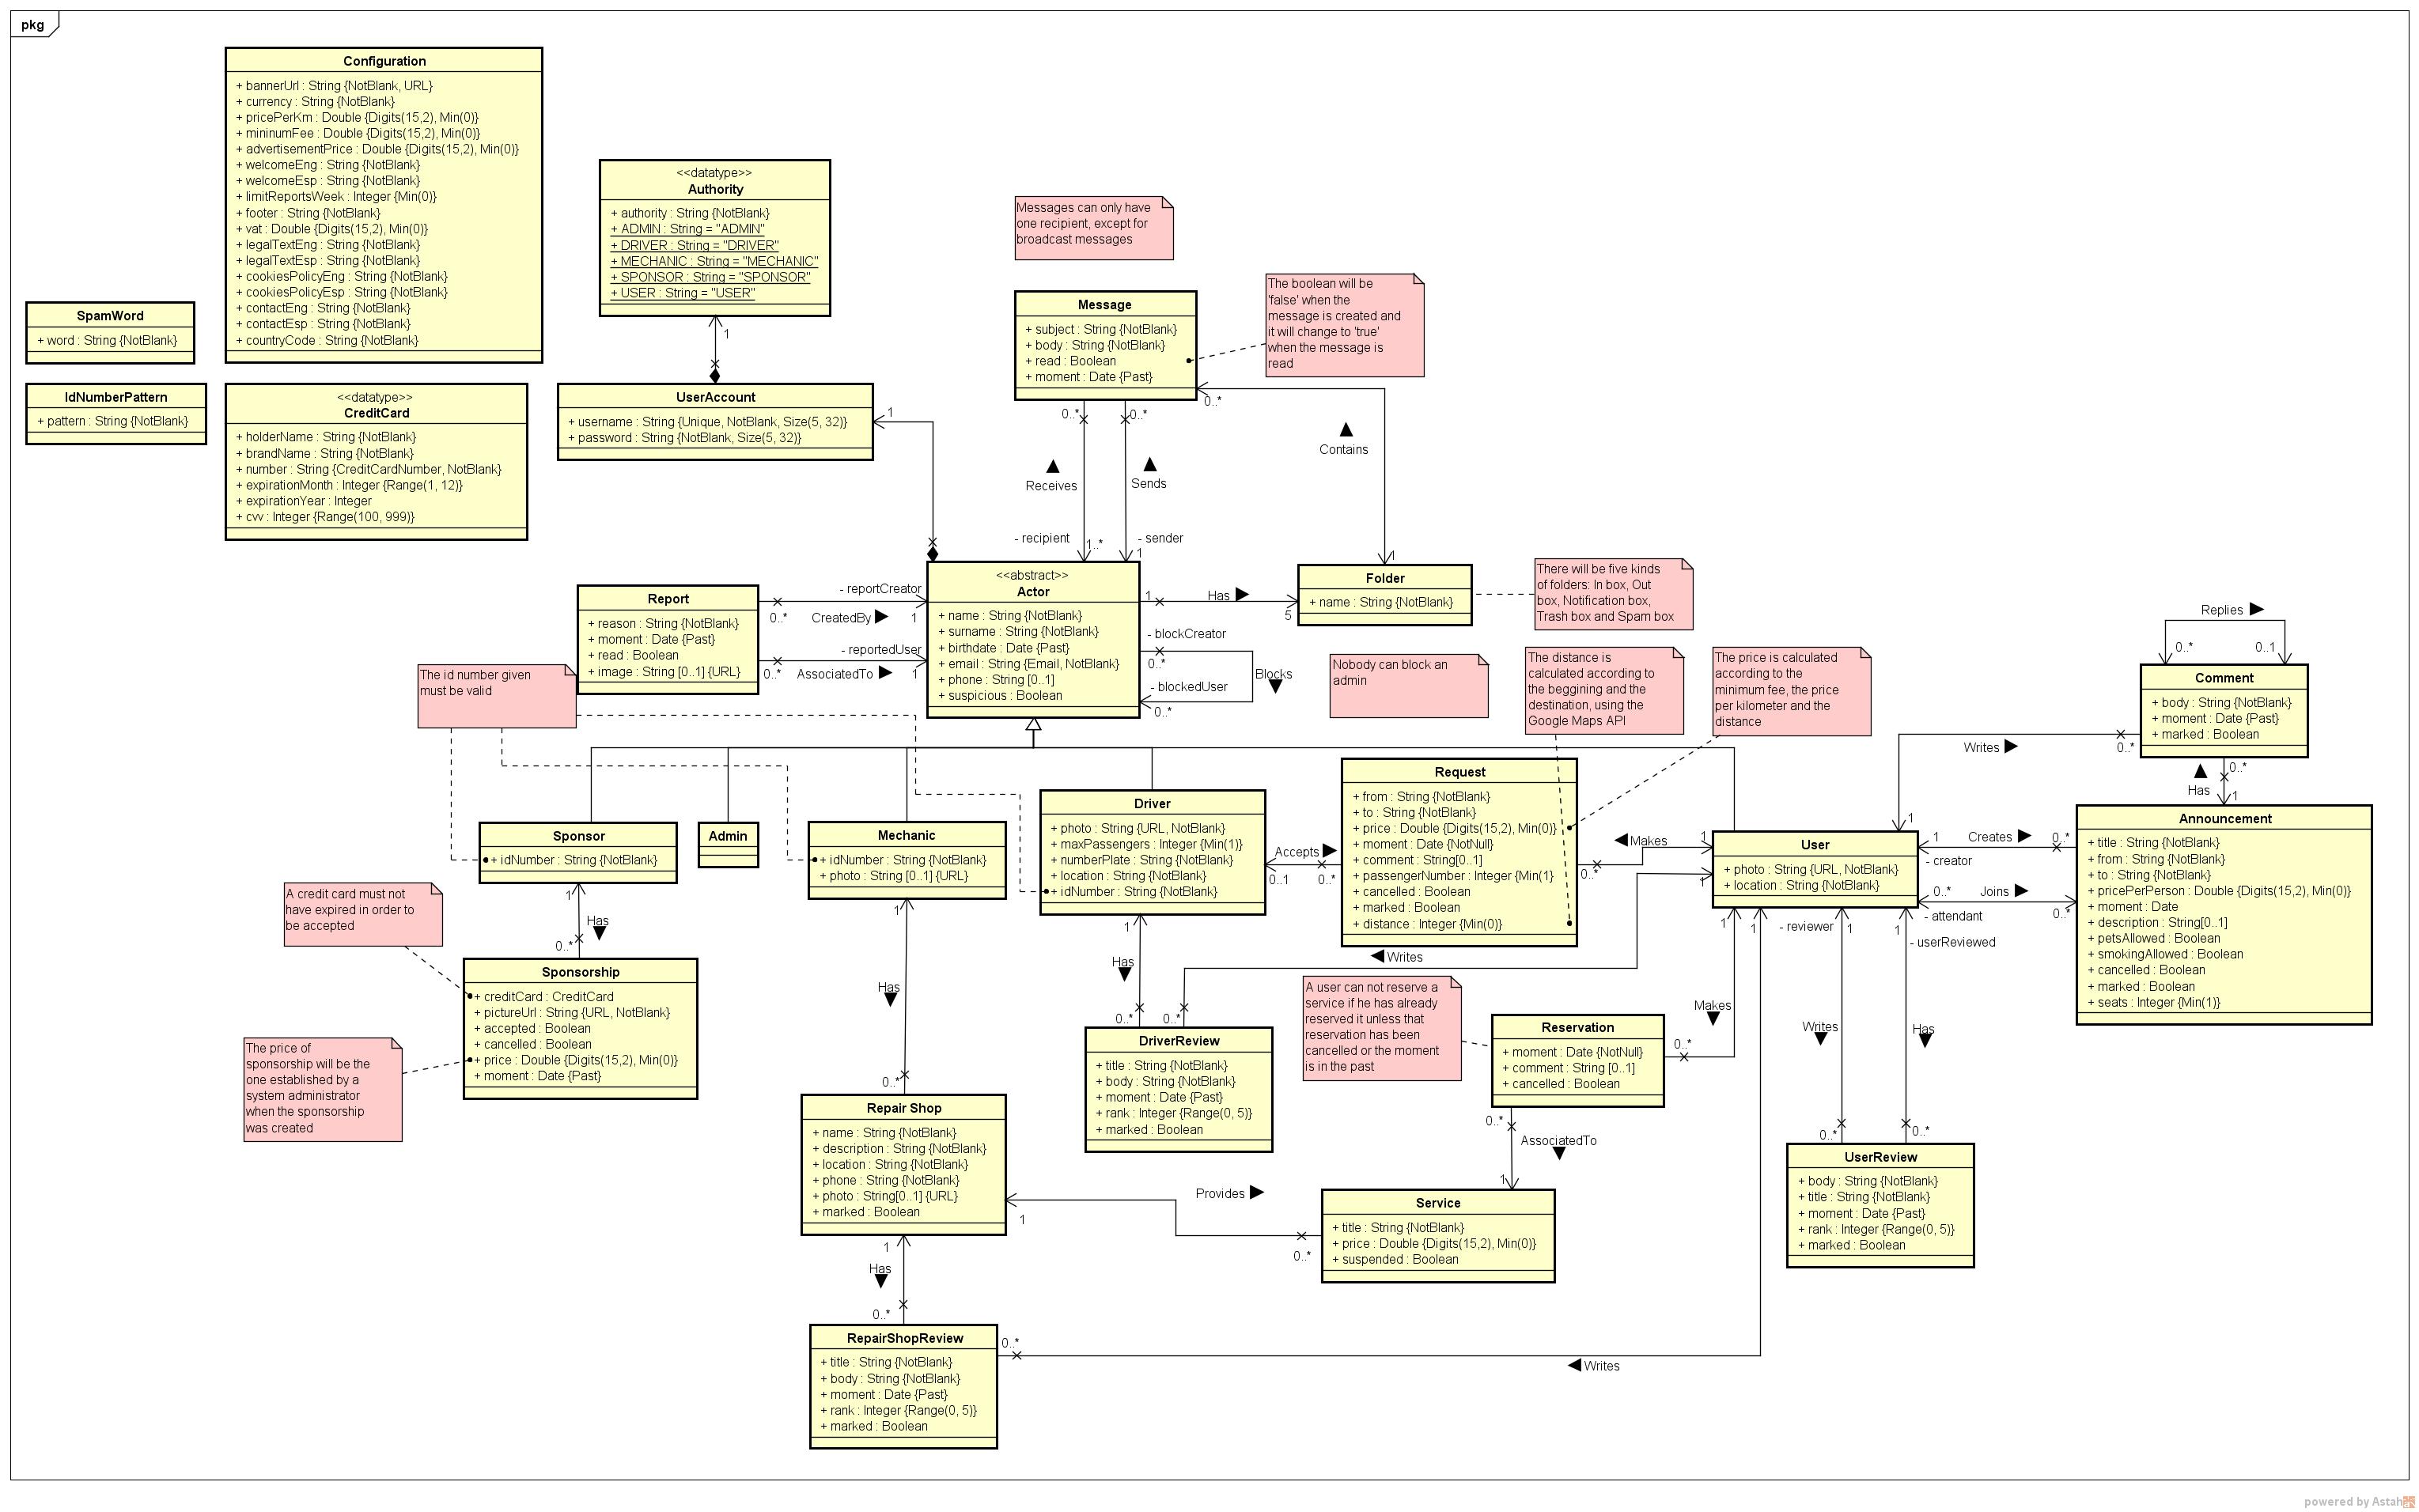 pkg
Configuration
+ bannerUrl : String {NotBlank, URL}
+ currency : String {NotBlank}
+ pricePerKm : Double {Digits(15,2), Min(0)}
+ mininumFee : Double {Digits(15,2), Min(0)}
+ advertisementPrice : Double {Digits(15,2), Min(0)}
+ welcomeEng : String {NotBlank}
+ welcomeEsp : String {NotBlank}
+ limitReportsWeek : Integer {Min(0)}
+ footer : String {NotBlank}
+ vat : Double {Digits(15,2), Min(0)}
+ legalTextEng : String {NotBlank}
+ legalTextEsp : String {NotBlank}
+ cookiesPolicyEng : String {NotBlank}
+ cookiesPolicyEsp : String {NotBlank}
+ contactEng : String {NotBlank}
+ contactEsp : String {NotBlank}
+ countryCode : String {NotBlank}
<<datatype>>
Authority
+ authority : String {NotBlank}
+ ADMIN : String = "ADMIN"
+ DRIVER : String = "DRIVER"
+ MECHANIC : String = "MECHANIC"
+ SPONSOR : String = "SPONSOR"
+ USER : String = "USER"
1
Messages can only have
one recipient, except for
broadcast messages
Message
+ subject : String {NotBlank}
+ body : String {NotBlank}
+ read : Boolean
+ moment : Date {Past}
The boolean will be
'false' when the
message is created and
it will change to 'true'
when the message is
read
SpamWord
+ word : String {NotBlank}
IdNumberPattern
+ pattern : String {NotBlank}
<<datatype>>
CreditCard
+ holderName : String {NotBlank}
+ brandName : String {NotBlank}
+ number : String {CreditCardNumber, NotBlank}
+ expirationMonth : Integer {Range(1, 12)}
+ expirationYear : Integer
+ cvv : Integer {Range(100, 999)}
UserAccount
+ username : String {Unique, NotBlank, Size(5, 32)}
+ password : String {NotBlank, Size(5, 32)}
1
0..*
0..*
0..*
Receives
Sends
Contains
- recipient
1..*
- sender
1
1
Report
+ reason : String {NotBlank}
+ moment : Date {Past}
+ read : Boolean
+ image : String [0..1] {URL}
- reportCreator
0..*
CreatedBy
1
- reportedUser
0..*
AssociatedTo
1
<<abstract>>
Actor
+ name : String {NotBlank}
+ surname : String {NotBlank}
+ birthdate : Date {Past}
+ email : String {Email, NotBlank}
+ phone : String [0..1]
+ suspicious : Boolean
1
Has
5
- blockCreator
0..*
Blocks
- blockedUser
0..*
Folder
+ name : String {NotBlank}
There will be five kinds
of folders: In box, Out
box, Notification box,
Trash box and Spam box
Nobody can block an
admin
The distance is
calculated according to
the beggining and the
destination, using the
Google Maps API
The price is calculated
according to the
minimum fee, the price
per kilometer and the
distance
Replies
0..*
0..1
Comment
+ body : String {NotBlank}
+ moment : Date {Past}
+ marked : Boolean
Writes
0..*
1
0..*
Has
1
The id number given
must be valid
Sponsor
+ idNumber : String {NotBlank}
Admin
Mechanic
+ idNumber : String {NotBlank}
+ photo : String [0..1] {URL}
Driver
+ photo : String {URL, NotBlank}
+ maxPassengers : Integer {Min(1)}
+ numberPlate : String {NotBlank}
+ location : String {NotBlank}
+ idNumber : String {NotBlank}
Accepts
0..1
0..*
Request
+ from : String {NotBlank}
+ to : String {NotBlank}
+ price : Double {Digits(15,2), Min(0)}
+ moment : Date {NotNull}
+ comment : String[0..1]
+ passengerNumber : Integer {Min(1}
+ cancelled : Boolean
+ marked : Boolean
+ distance : Integer {Min(0)}
Makes
1
0..*
1
User
+ photo : String {URL, NotBlank}
+ location : String {NotBlank}
1
Creates
0..*
- creator
0..*
Joins
- attendant
0..*
Announcement
+ title : String {NotBlank}
+ from : String {NotBlank}
+ to : String {NotBlank}
+ pricePerPerson : Double {Digits(15,2), Min(0)}
+ moment : Date
+ description : String[0..1]
+ petsAllowed : Boolean
+ smokingAllowed : Boolean
+ cancelled : Boolean
+ marked : Boolean
+ seats : Integer {Min(1)}
A credit card must not
have expired in order to
be accepted
1
Has
0..*
Sponsorship
+ creditCard : CreditCard
+ pictureUrl : String {URL, NotBlank}
+ accepted : Boolean
+ cancelled : Boolean
+ price : Double {Digits(15,2), Min(0)}
+ moment : Date {Past}
The price of
sponsorship will be the
one established by a
system administrator
when the sponsorship
was created
1
Has
0..*
1
Has
0..*
0..*
Writes
DriverReview
+ title : String {NotBlank}
+ body : String {NotBlank}
+ moment : Date {Past}
+ rank : Integer {Range(0, 5)}
+ marked : Boolean
A user can not reserve a
service if he has already
reserved it unless that
reservation has been
cancelled or the moment
is in the past
Reservation
+ moment : Date {NotNull}
+ comment : String [0..1]
+ cancelled : Boolean
Makes
0..*
1
1
- reviewer
1
1
- userReviewed
Writes
Has
0..*
0..*
UserReview
+ body : String {NotBlank}
+ title : String {NotBlank}
+ moment : Date {Past}
+ rank : Integer {Range(0, 5)}
+ marked : Boolean
Repair Shop
+ name : String {NotBlank}
+ description : String {NotBlank}
+ location : String {NotBlank}
+ phone : String {NotBlank}
+ photo : String[0..1] {URL}
+ marked : Boolean
0..*
AssociatedTo
1
Provides
1
0..*
Service
+ title : String {NotBlank}
+ price : Double {Digits(15,2), Min(0)}
+ suspended : Boolean
1
Has
0..*
RepairShopReview
+ title : String {NotBlank}
+ body : String {NotBlank}
+ moment : Date {Past}
+ rank : Integer {Range(0, 5)}
+ marked : Boolean
0..*
Writes
powered by Astah